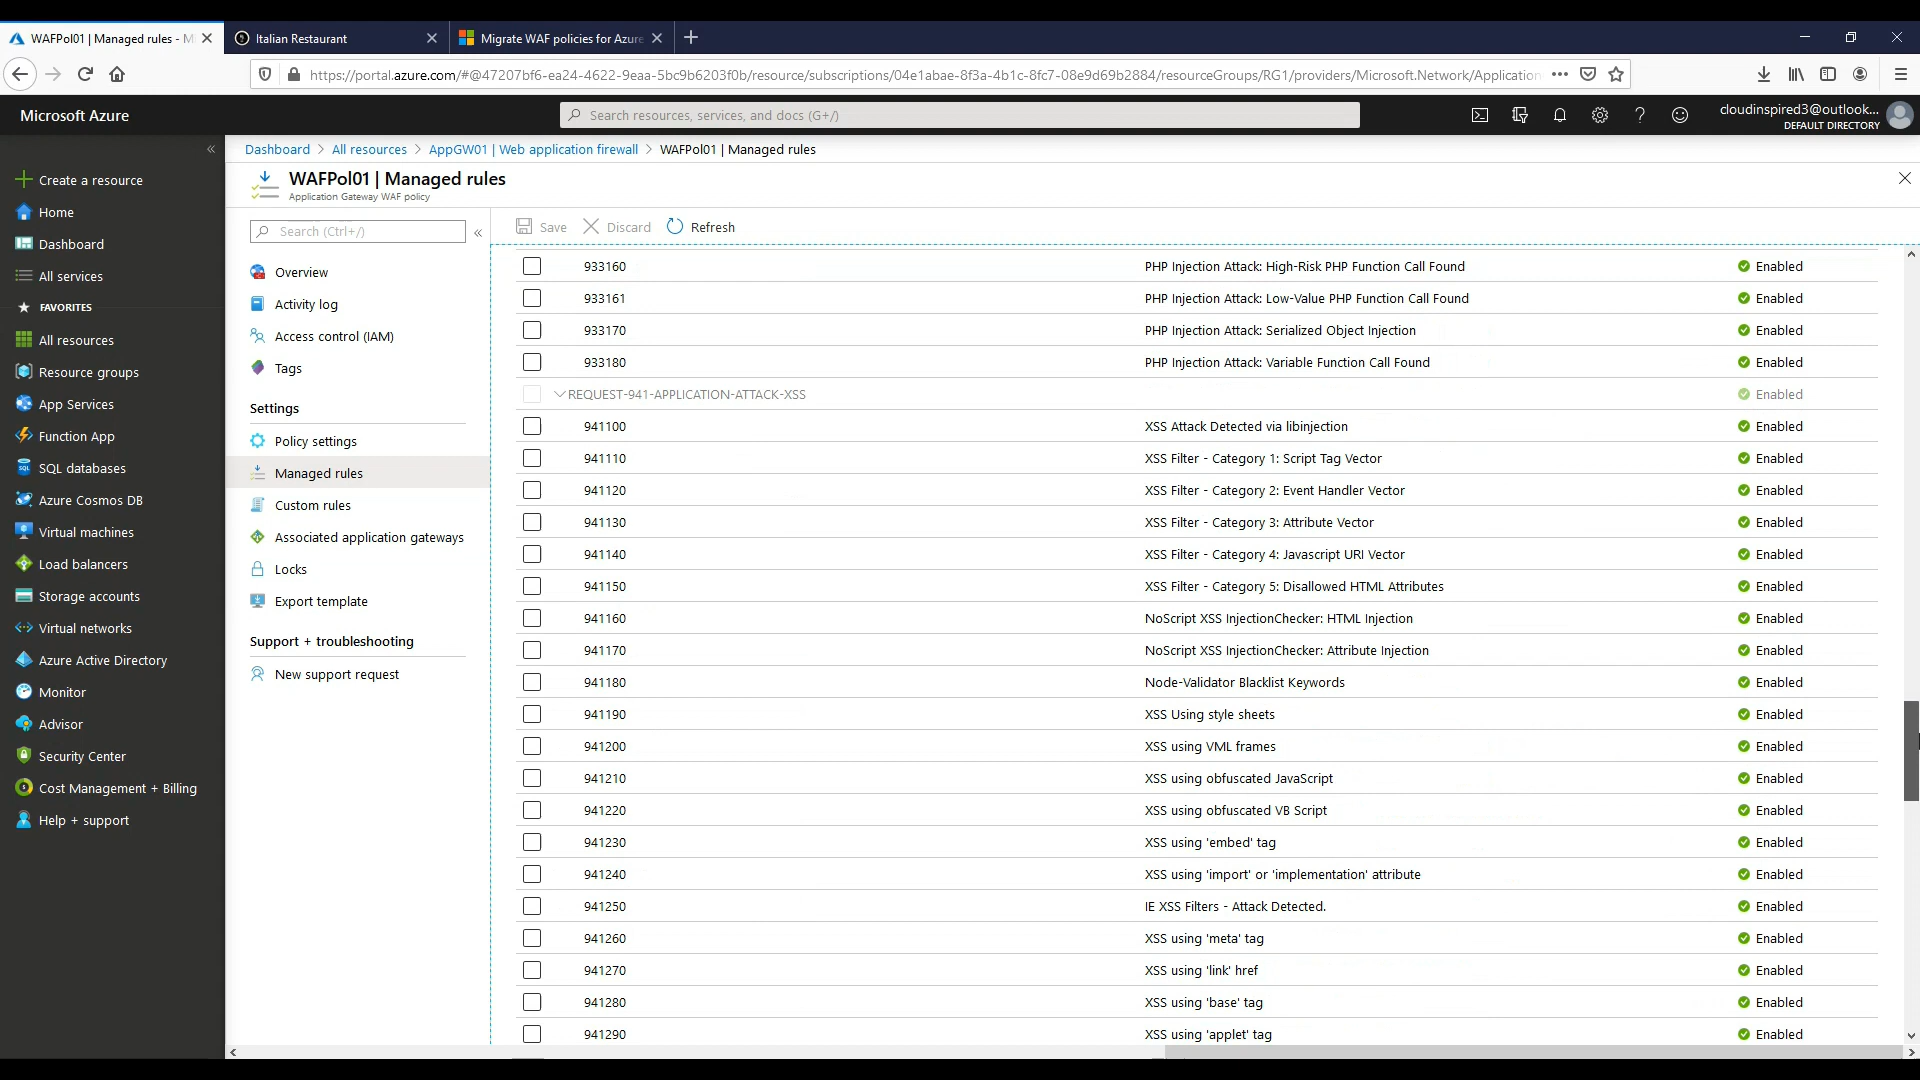 WAFPol01 | Managed rules - M
Italian Restaurant
Migrate WAF policies for Azure
https://portal.azure.com/#@47207bf6-ea24-4622-9eaa-5bc9b6203f0b/resource/subscriptions/04e1abae-8f3a-4b1c-8fc7-08e9d69b2884/resourceGroups/RG1/providers/Microsoft.Network/Application
Microsoft Azure
Search resources, services, and docs (G+/)
cloudinspired3@outlook...
DEFAULT DIRECTORY
Dashboard > All resources > AppGW01 | Web application firewall > WAFPol01 | Managed rules
WAFPol01 | Managed rules
Application Gateway WAF policy
Create a resource
Home
Dashboard
All services
FAVORITES
All resources
Resource groups
App Services
Function App
SQL databases
Azure Cosmos DB
Virtual machines
Load balancers
Storage accounts
Virtual networks
Azure Active Directory
Monitor
Advisor
Security Center
Cost Management + Billing
Help + support
Search (Ctrl+/)
Overview
Activity log
Access control (IAM)
Tags
Settings
Policy settings
Managed rules
Custom rules
Associated application gateways
Locks
Export template
Support + troubleshooting
New support request
Save Discard Refresh
933160 PHP Injection Attack: High-Risk PHP Function Call Found Enabled
933161 PHP Injection Attack: Low-Value PHP Function Call Found Enabled
933170 PHP Injection Attack: Serialized Object Injection Enabled
933180 PHP Injection Attack: Variable Function Call Found Enabled
REQUEST-941-APPLICATION-ATTACK-XSS Enabled
941100 XSS Attack Detected via libinjection Enabled
941110 XSS Filter - Category 1: Script Tag Vector Enabled
941120 XSS Filter - Category 2: Event Handler Vector Enabled
941130 XSS Filter - Category 3: Attribute Vector Enabled
941140 XSS Filter - Category 4: Javascript URI Vector Enabled
941150 XSS Filter - Category 5: Disallowed HTML Attributes Enabled
941160 NoScript XSS InjectionChecker: HTML Injection Enabled
941170 NoScript XSS InjectionChecker: Attribute Injection Enabled
941180 Node-Validator Blacklist Keywords Enabled
941190 XSS Using style sheets Enabled
941200 XSS using VML frames Enabled
941210 XSS using obfuscated JavaScript Enabled
941220 XSS using obfuscated VB Script Enabled
941230 XSS using 'embed' tag Enabled
941240 XSS using 'import' or 'implementation' attribute Enabled
941250 IE XSS Filters - Attack Detected. Enabled
941260 XSS using 'meta' tag Enabled
941270 XSS using 'link' href Enabled
941280 XSS using 'base' tag Enabled
941290 XSS using 'applet' tag Enabled